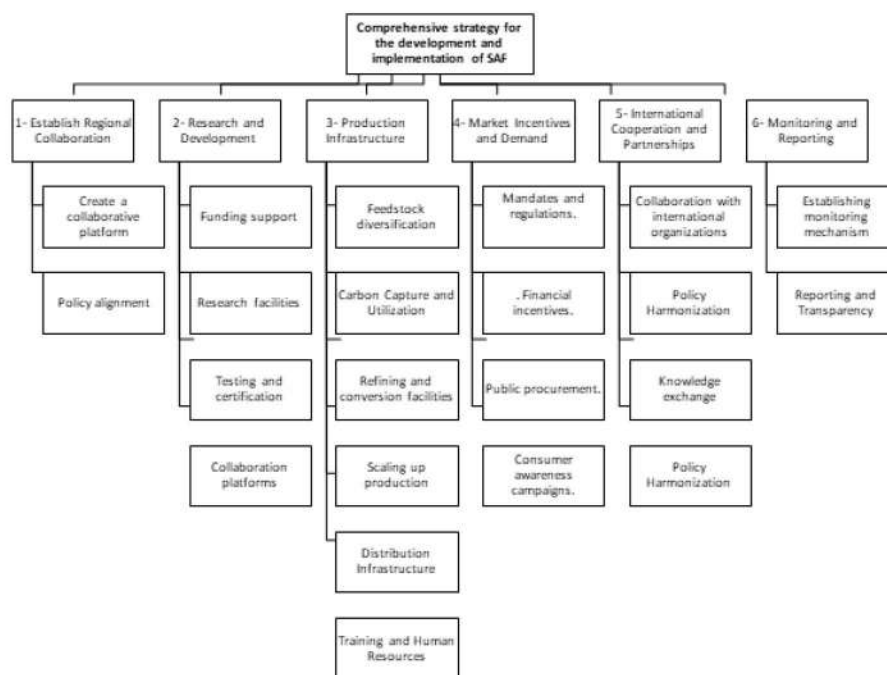 Comprehensive strategy for
the development and
implementation of SAF
1- Establish Regional
Collaboration
2- Research and
Development
3- Production
Infrastructure
4- Market Incentives
and Demand
5- International
Cooperation and
Partnerships
6- Monitoring and
Reporting
Create a
collaborative
platform
Policy alignment
Funding support
Research facilities
Testing and
certification
Collaboration
platforms
Feedstock
diversification
Carbon Capture and
Utilization
Refining and
conversion facilities
Scaling up
production
Distribution
Infrastructure
Training and Human
Resources
Mandates and
regulations.
. Financial
incentives.
Public procurement.
Consumer
awareness
campaigns.
Collaboration with
international
organizations
Policy
Harmonization
Knowledge
exchange
Policy
Harmonization
Establishing
monitoring
mechanism
Reporting and
Transparency